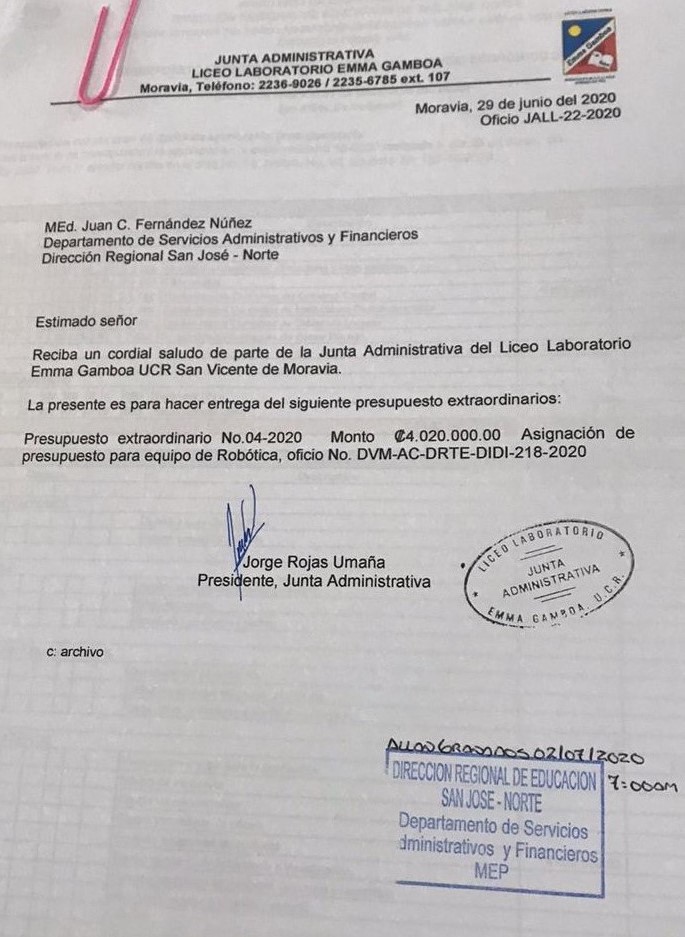 JUNTA ADMINISTRATIVA
LICEO LABORATORIO EMMA GAMBOA
Moravia, Teléfono: 2236-9026 / 2235-6785 ext. 107
Emma Gamboa
Moravia, 29 de junio del 2020
Oficio JALL-22-2020
MEd. Juan C. Fernández Núñez
Departamento de Servicios Administrativos y Financieros
Dirección Regional San José - Norte
Estimado señor
Reciba un cordial saludo de parte de la Junta Administrativa del Liceo Laboratorio
Emma Gamboa UCR San Vicente de Moravia.
La presente es para hacer entrega del siguiente presupuesto extraordinarios:
Presupuesto extraordinario No.04-2020 Monto ₡4.020.000.00 Asignación de
presupuesto para equipo de Robótica, oficio No. DVM-AC-DRTE-DIDI-218-2020
Jorge Rojas Umaña
Presidente, Junta Administrativa
LICEO LABORATORIO
JUNTA
ADMINISTRATIVA
EMMA GAMBOA, U.C.R.
c: archivo
02/07/2020
DIRECCION REGIONAL DE EDUCACION 7:00am
SAN JOSE - NORTE
Departamento de Servicios
dministrativos y Financieros
MEP